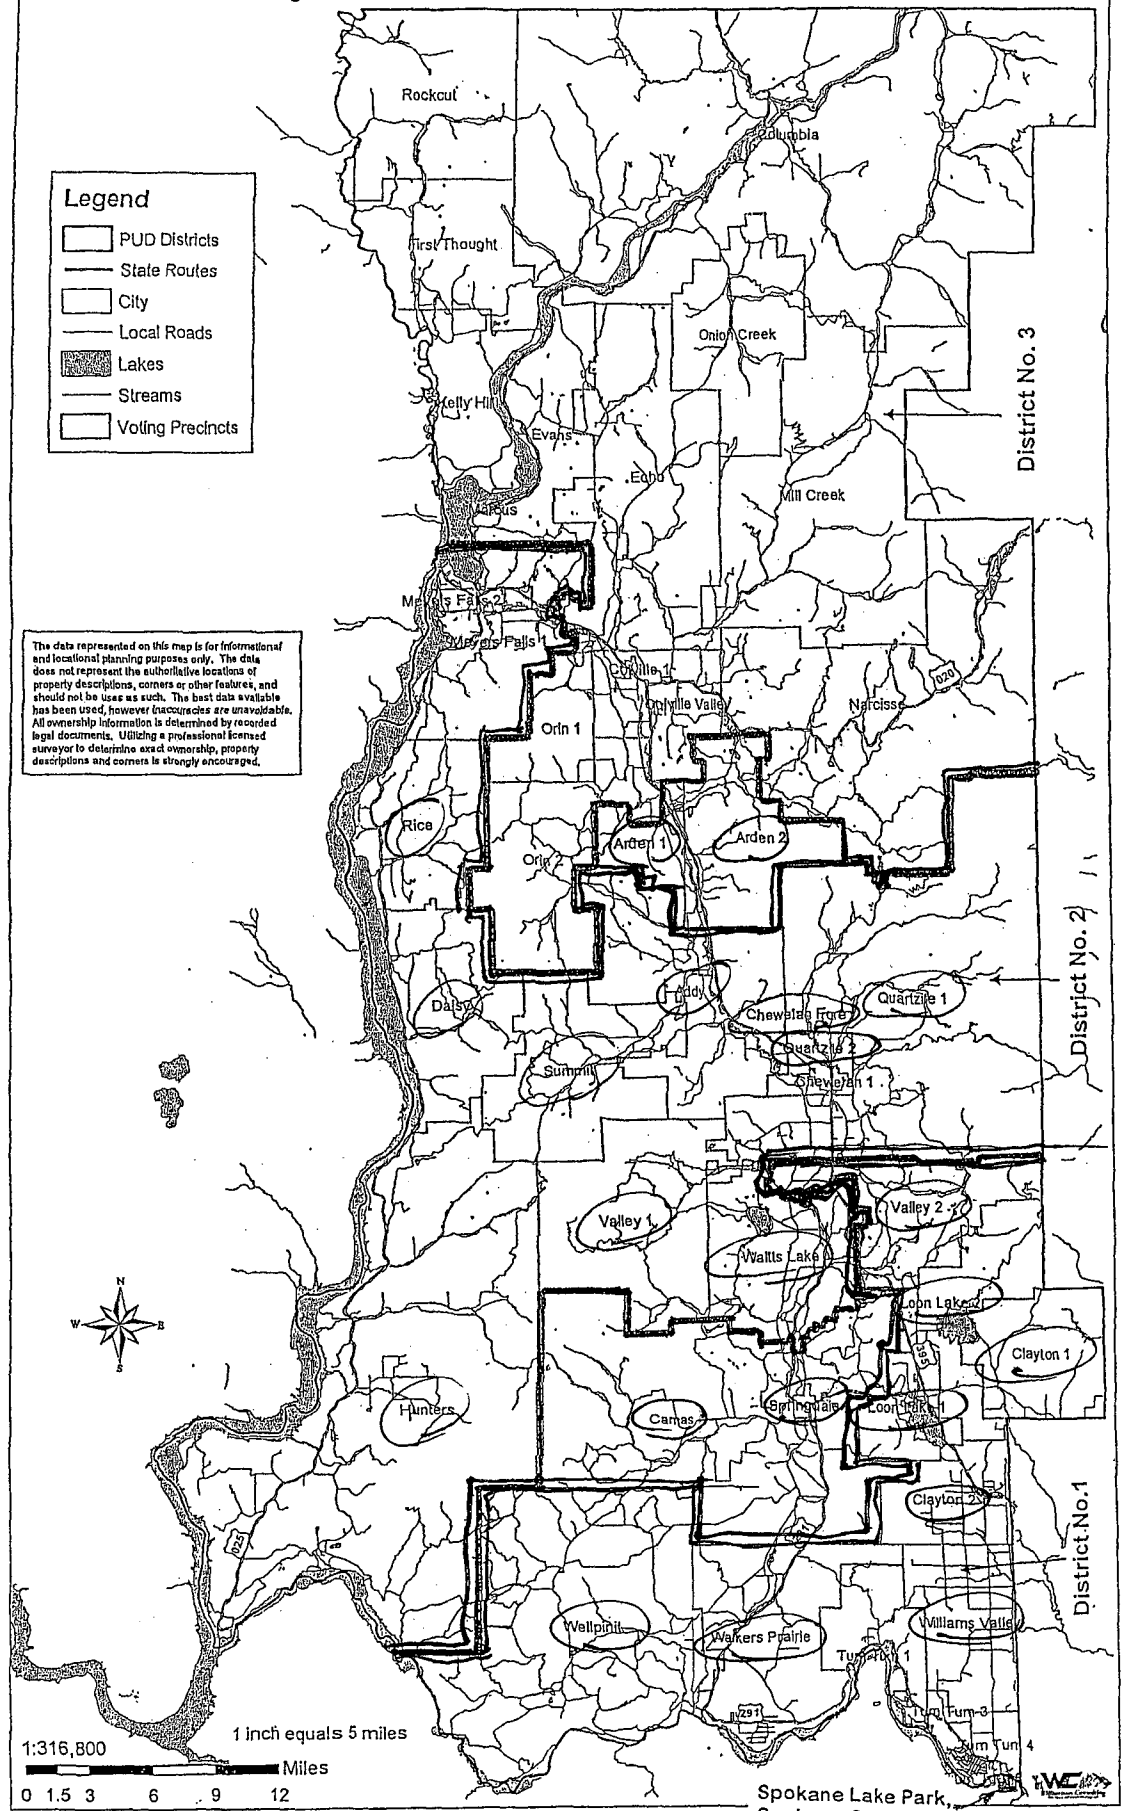 Rockcut
Columbia
Legend
PUD Districts
State Routes
City
Local Roads
Lakes
Streams
Voting Precincts
First Thought
Onion Creek
District No. 3
Kelly Hill
Evans
Echo
Mill Creek
Marcus
Meyers Falls 2
Meyers Falls 1
The data represented on this map is for informational
and locational planning purposes only. The data
does not represent the authoritative locations of
property descriptions, corners or other features, and
should not be uses as such. The best data available
has been used, however inaccuracies are unavoidable.
All ownership information is determined by recorded
legal documents. Utilizing a professional licensed
surveyor to determine exact ownership, property
descriptions and corners is strongly encouraged.
Colville 1
020
Colville Valley
Narcisse
Orin 1
Rice
Arden 1
Arden 2
Orin 2
District No. 2
Daisy
Addy
Quartzite 1
Chewelah Fore
Quartzite 2
Summit
Chewelah 1
Valley 1
Valley 2
Waitts Lake
N
W
E
S
Loon Lake 2
395
Clayton 1
Hunters
Camas
Springdale
Loon Lake 1
Clayton 2
District No.1
025
231
Wellpinit
Walkers Prairie
Williams Valle
Tum Tum 1
291
Tum Tum 3
Tum Tum 4
1 inch equals 5 miles
1:316,800
Miles
0 1.5 3 6 9 12
Spokane Lake Park,
WC